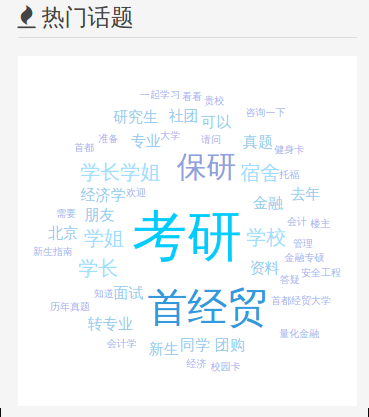 热门话题
一起学习 看看 贵校
研究生 社团 可以 咨询一下
准备 专业 大学 请问 真题 健身卡
首都
保研
学长学姐 宿舍 托福
经济学 欢迎 去年
金融
需要 朋友 考研 会计 楼主
北京 学姐 学校 管理
新生指南 金融专硕
学长 资料 安全工程
答疑
知道 面试 首经贸 首都经贸大学
历年真题
转专业 量化金融
会计学 新生 同学 团购
经济 校园卡